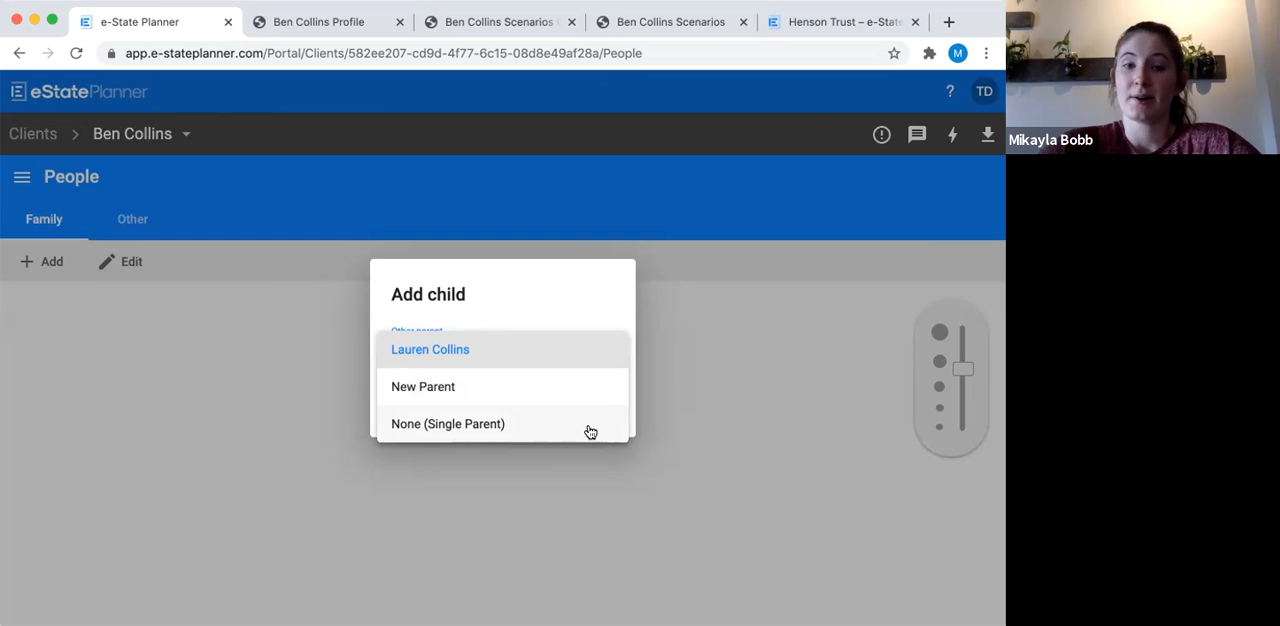 e-State Planner
Ben Collins Profile
Ben Collins Scenarios
Ben Collins Scenarios
Henson Trust – e-State
app.e-stateplanner.com/Portal/Clients/582ee207-cd9d-4f77-6c15-08d8e49af28a/People
M
eStatePlanner
? TD
Clients > Ben Collins
Mikayla Bobb
People
Family Other
+ Add Edit
Add child
Other parent
Lauren Collins
New Parent
None (Single Parent)